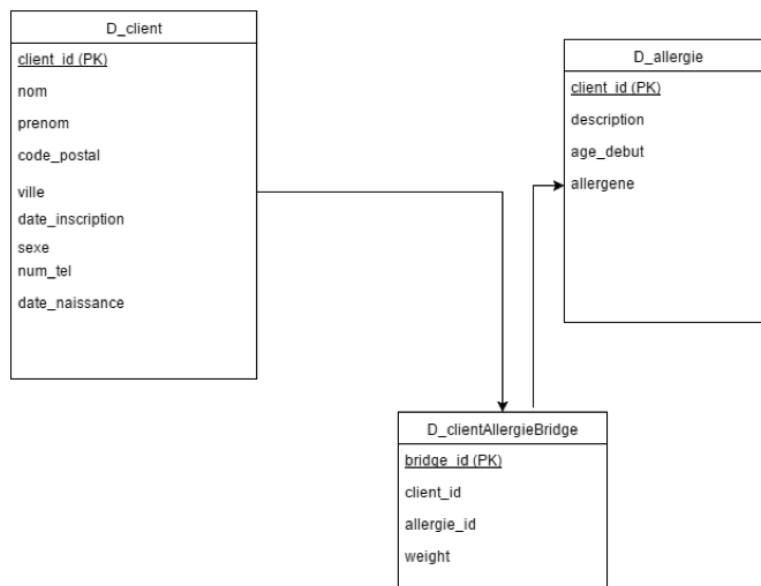 D_client
client_id (PK)
nom
prenom
code_postal
ville
date_inscription
sexe
num_tel
date_naissance
D_allergie
client_id (PK)
description
age_debut
allergene
D_clientAllergieBridge
bridge_id (PK)
client_id
allergie_id
weight